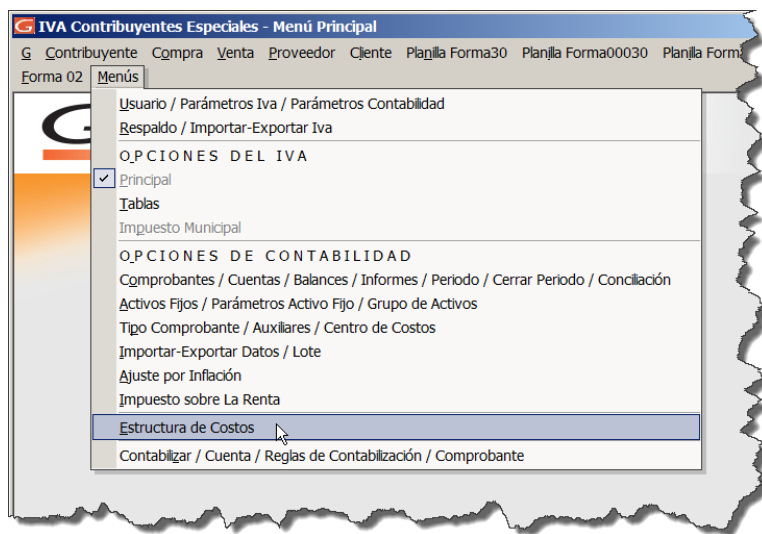 IVA Contribuyentes Especiales - Menú Principal
G Contribuyente Compra Venta Proveedor Cliente Planilla Forma30 Planilla Forma00030 Planilla Form
Forma 02 Menús
Usuario / Parámetros Iva / Parámetros Contabilidad
Respaldo / Importar-Exportar Iva
OPCIONES DEL IVA
Principal
Tablas
Impuesto Municipal
OPCIONES DE CONTABILIDAD
Comprobantes / Cuentas / Balances / Informes / Periodo / Cerrar Periodo / Conciliación
Activos Fijos / Parámetros Activo Fijo / Grupo de Activos
Tipo Comprobante / Auxiliares / Centro de Costos
Importar-Exportar Datos / Lote
Ajuste por Inflación
Impuesto sobre La Renta
Estructura de Costos
Contabilizar / Cuenta / Reglas de Contabilización / Comprobante